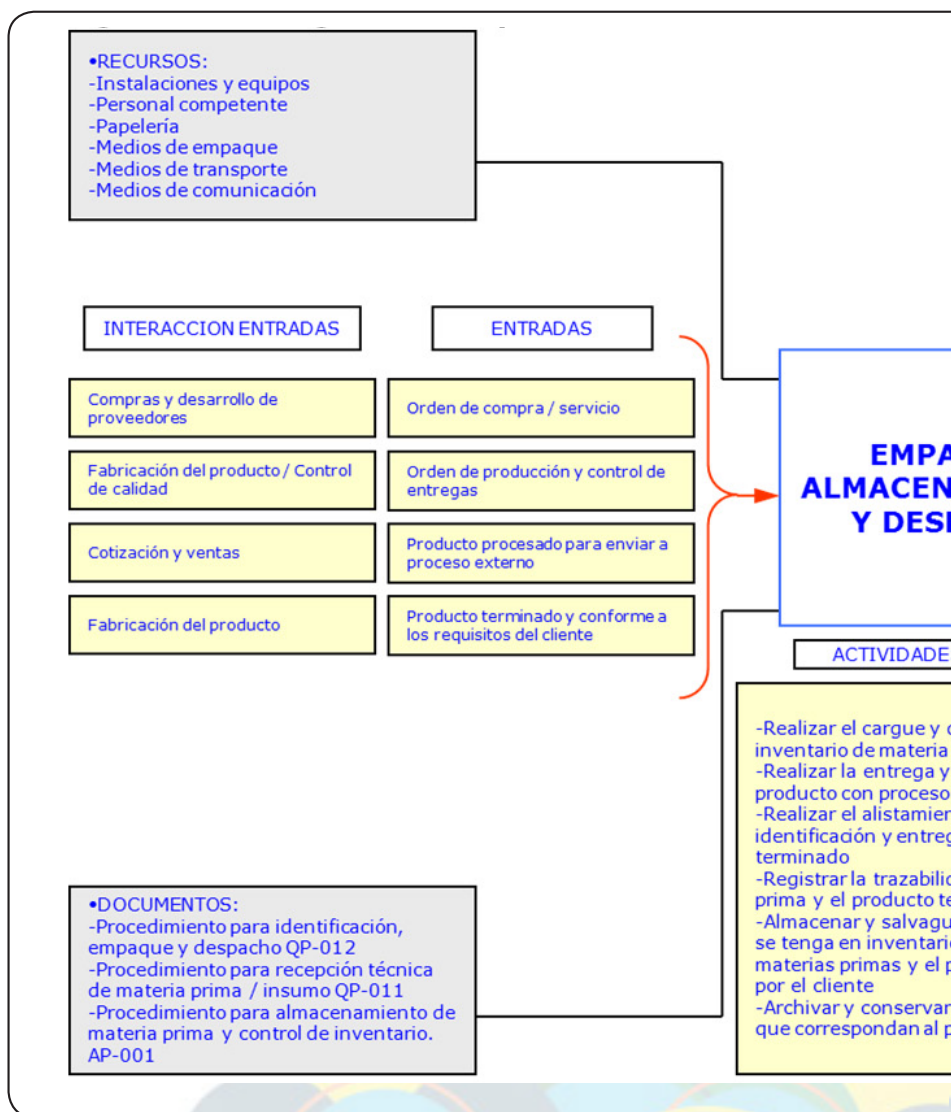 •RECURSOS:
-Instalaciones y equipos
-Personal competente
-Papelería
-Medios de empaque
-Medios de transporte
-Medios de comunicación
INTERACCION ENTRADAS
ENTRADAS
Compras y desarrollo de
proveedores
Orden de compra / servicio
Fabricación del producto / Control
de calidad
Orden de producción y control de
entregas
Cotización y ventas
Producto procesado para enviar a
proceso externo
Fabricación del producto
Producto terminado y conforme a
los requisitos del cliente
EMPA
ALMACEN
Y DES
ACTIVIDADE
-Realizar el cargue y
inventario de materia
-Realizar la entrega y
producto con proceso
-Realizar el alistamien
identificación y entreg
terminado
-Registrar la trazabilid
prima y el producto te
-Almacenar y salvagu
se tenga en inventario
materias primas y el p
por el cliente
-Archivar y conservar
que correspondan al p
•DOCUMENTOS:
-Procedimiento para identificación,
empaque y despacho QP-012
-Procedimiento para recepción técnica
de materia prima / insumo QP-011
-Procedimiento para almacenamiento de
materia prima y control de inventario.
AP-001